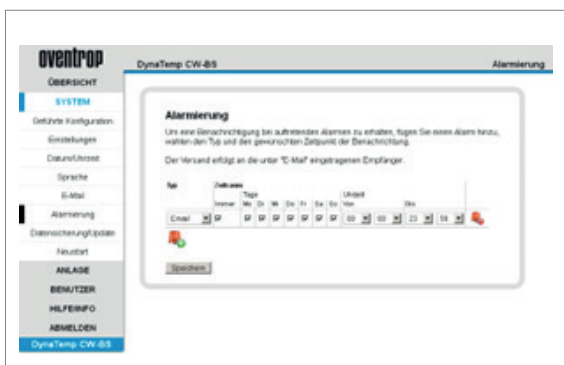 oventrop
DynaTemp CW-BS
Alarmierung
ÜBERSICHT
SYSTEM
Geführte Konfiguration
Einstellungen
Datum/Uhrzeit
Sprache
E-Mail
Alarmierung
Datensicherung/Update
Neustart
ANLAGE
BENUTZER
HILFE/INFO
ABMELDEN
DynaTemp CW-BS
Alarmierung
Um eine Benachrichtigung bei auftretenden Alarmen zu erhalten, fügen Sie einen Alarm hinzu,
wählen den Typ und den gewünschten Zeitpunkt der Benachrichtigung.
Der Versand erfolgt an die unter "E-Mail" eingetragenen Empfänger.
Typ Zeitraum
Tage Uhrzeit
Immer Mo Di Mi Do Fr Sa So Von Bis
Email 00 00 23 59
Speichern